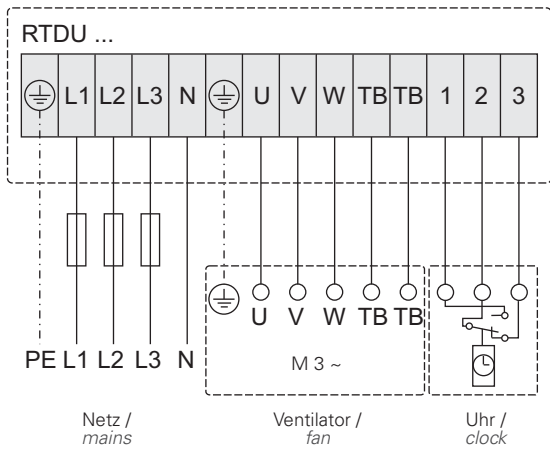 RTDU ...
L1 L2 L3 N U V W TB TB 1 2 3
U V W TB TB
PE L1 L2 L3 N
M 3 ~
Netz / Ventilator / Uhr /
mains fan clock